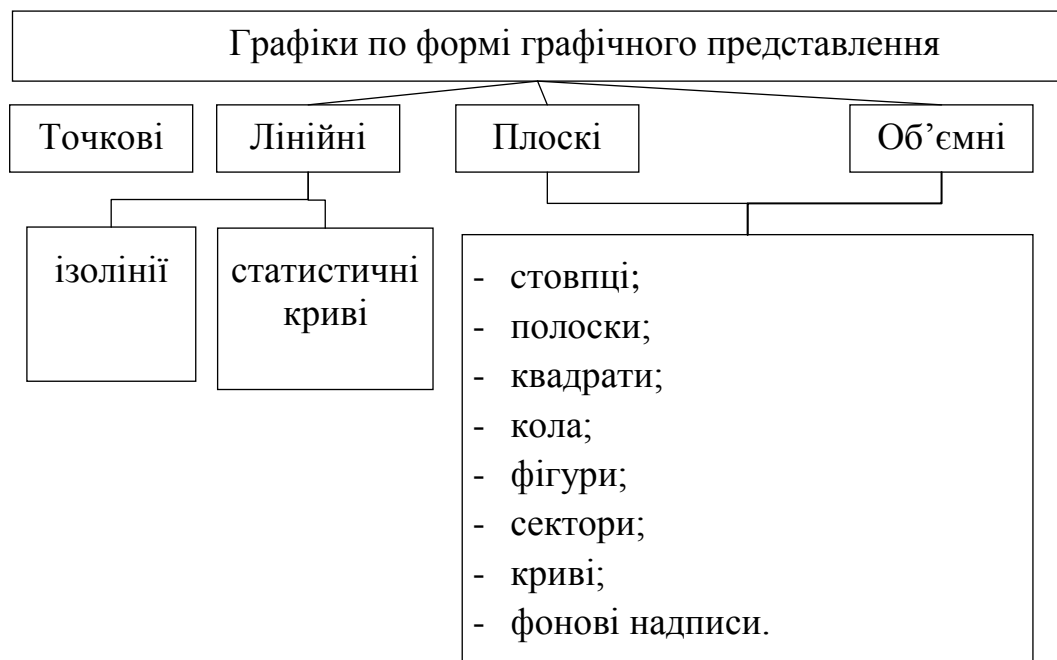 Графіки по формі графічного представлення
Точкові
Лінійні
Плоскі
Об’ємні
ізолінії
статистичні
криві
- стовпці;
- полоски;
- квадрати;
- кола;
- фігури;
- сектори;
- криві;
- фонові надписи.